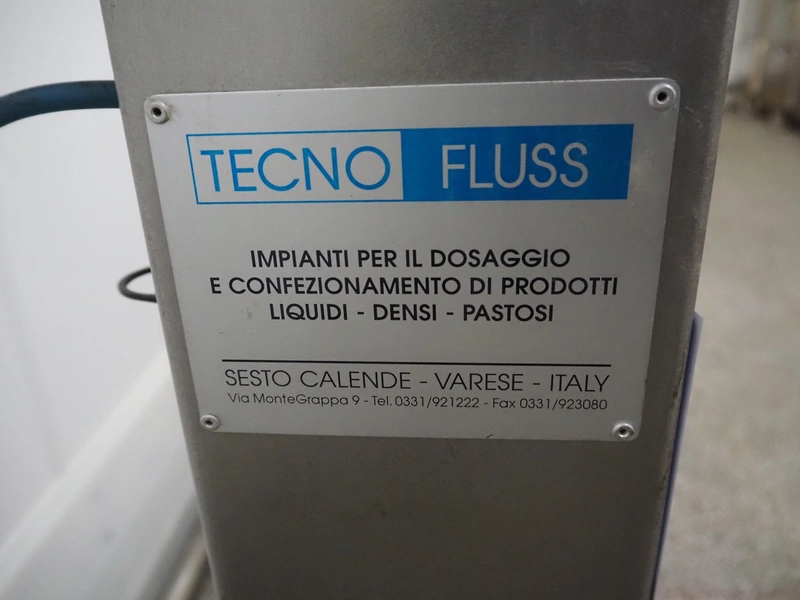 TECNO FLUSS
IMPIANTI PER IL DOSAGGIO
E CONFEZIONAMENTO DI PRODOTTI
LIQUIDI - DENSI - PASTOSI
SESTO CALENDE - VARESE - ITALY
Via MonteGrappa 9 - Tel. 0331/921222 - Fax 0331/923080